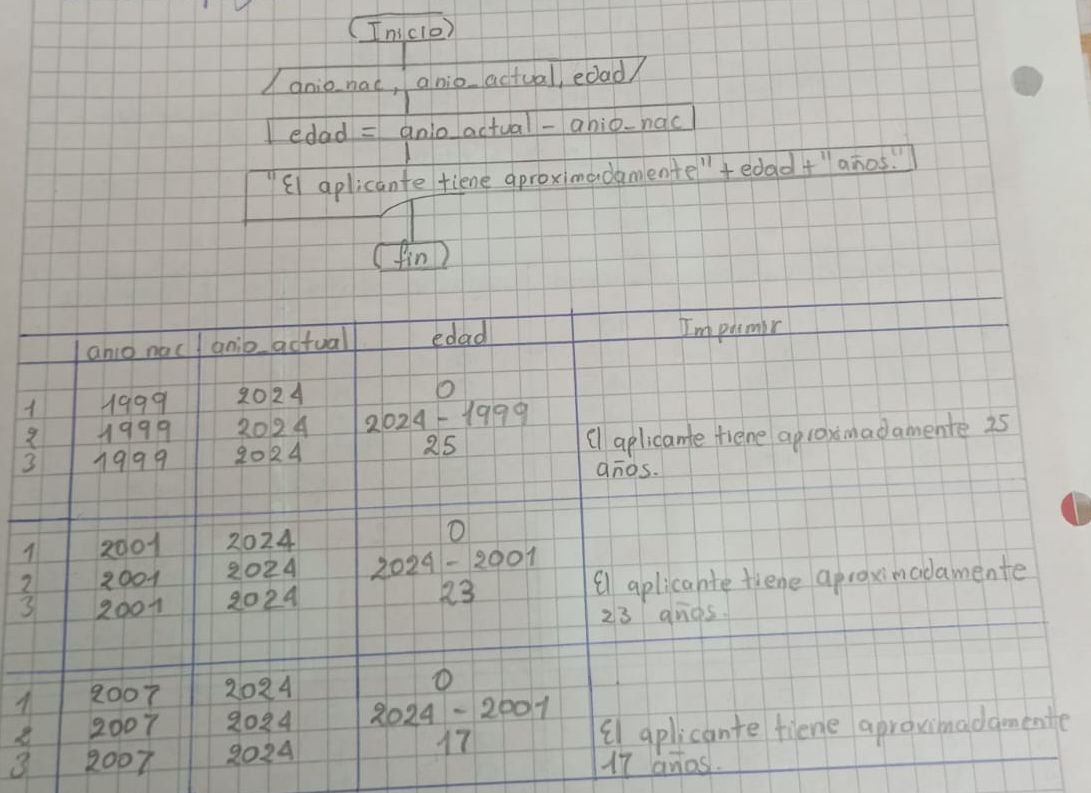 Inicio
anio_nac, anio_actual, edad
edad = anio_actual - anio_nac
"El aplicante tiene aproximadamente" + edad + "años."
fin
anio nac anio_actual edad Imprimir
1 1999 2024 0
2 1999 2024 2024 - 1999
3 1999 2024 25 El aplicante tiene aproximadamente 25
años.
1 2001 2024 0
2 2001 2024 2024 - 2001
3 2001 2024 23 El aplicante tiene aproximadamente
23 años.
1 2007 2024 0
2 2007 2024 2024 - 2001
3 2007 2024 17 El aplicante tiene aproximadamente
17 años.